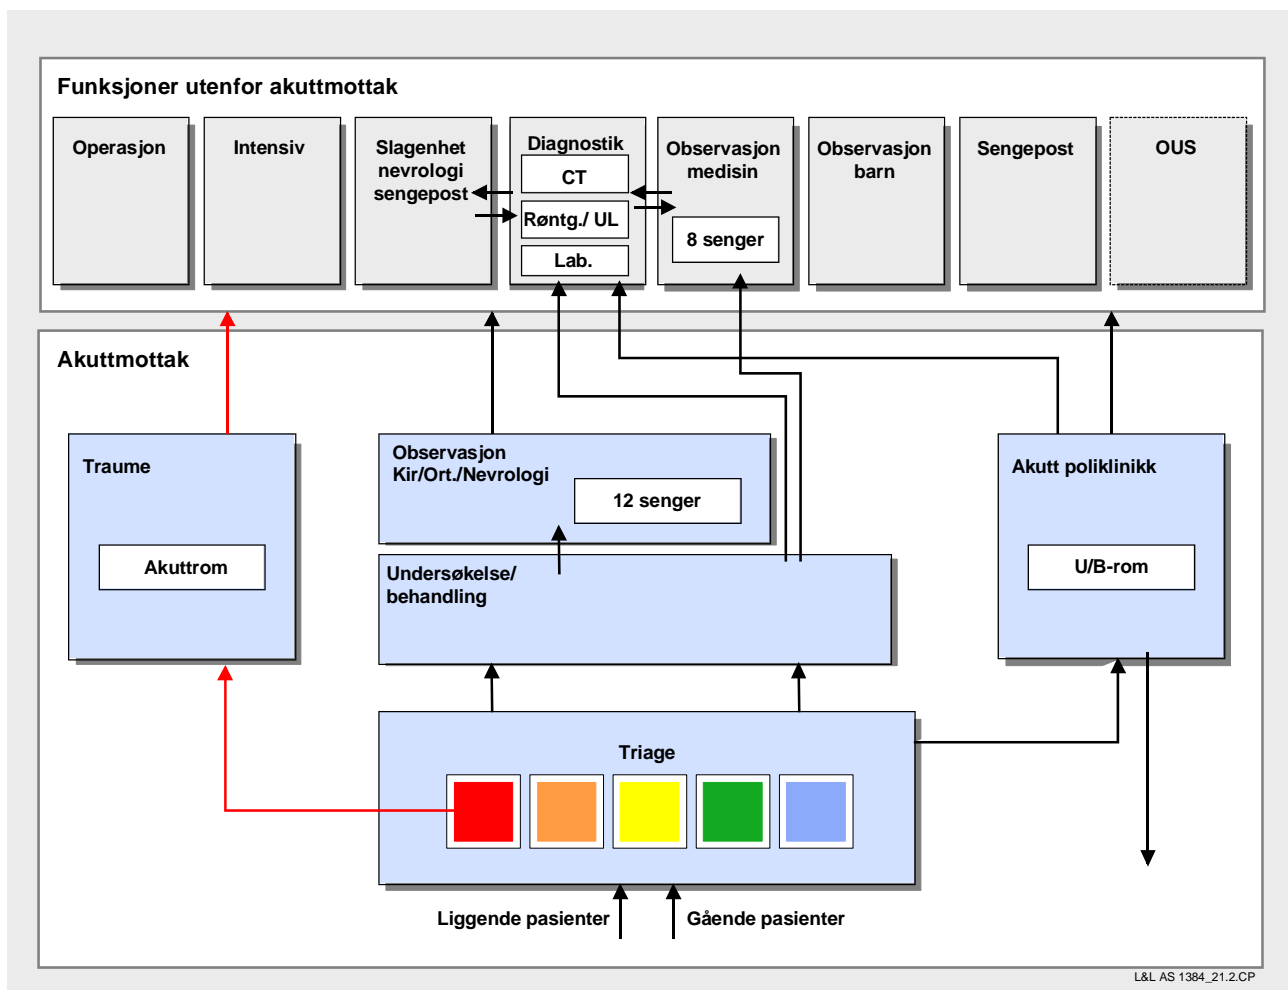 Funksjoner utenfor akuttmottak
Operasjon
Intensiv
Slagenhet
nevrologi
sengepost
Diagnostik
CT
Røntg./ UL
Lab.
Observasjon
medisin
8 senger
Observasjon
barn
Sengepost
OUS
Akuttmottak
Traume
Akuttrom
Observasjon
Kir/Ort./Nevrologi
12 senger
Undersøkelse/
behandling
Akutt poliklinikk
U/B-rom
Triage
Liggende pasienter
Gående pasienter
L&L AS 1384_21.2.CP